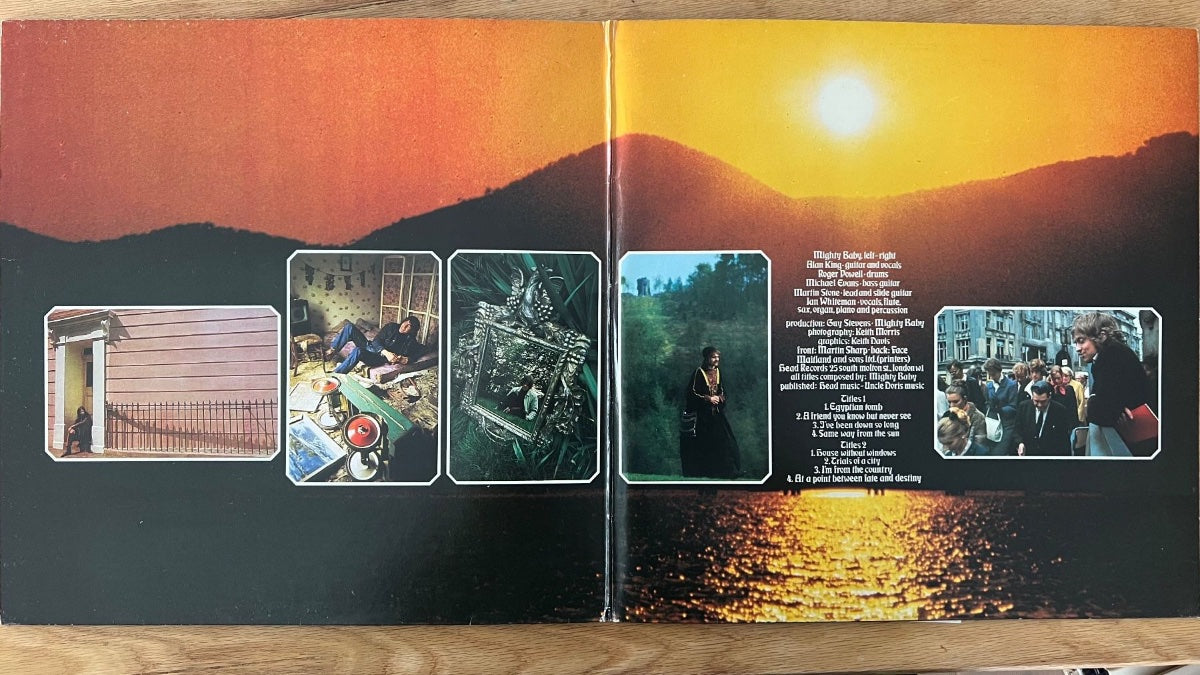 Mighty Baby, left - right
Alan King - guitar and vocals
Roger Powell - drums
Michael Evans - bass guitar
Martin Stone - lead and slide guitar
Ian Whiteman - vocals, flute,
sax, organ, piano and percussion
production: Guy Stevens - Mighty Baby
photography: Keith Morris
graphics: Keith Davis
front: Martin Sharp - back: Face
Maitland and sons ltd. (printers)
Head Records 25 south molton st., london w1
all titles composed by: Mighty Baby
published: Head music - Uncle Doris music
Titles 1
1. Egyptian tomb
2. A friend you know but never see
3. I've been down so long
4. Same way from the sun
Titles 2
1. House without windows
2. Trials of a city
3. I'm from the country
4. At a point between fate and destiny